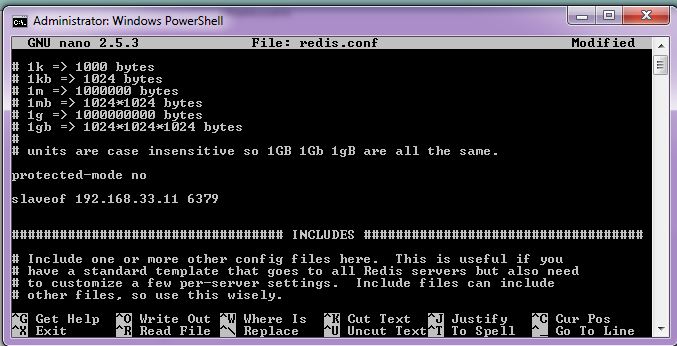 Administrator: Windows PowerShell
GNU nano 2.5.3 File: redis.conf Modified
# 1k => 1000 bytes
# 1kb => 1024 bytes
# 1m => 1000000 bytes
# 1mb => 1024*1024 bytes
# 1g => 1000000000 bytes
# 1gb => 1024*1024*1024 bytes
#
# units are case insensitive so 1GB 1Gb 1gB are all the same.
protected-mode no
slaveof 192.168.33.11 6379
################################## INCLUDES ###################################
# Include one or more other config files here.  This is useful if you
# have a standard template that goes to all Redis servers but also need
# to customize a few per-server settings.  Include files can include
# other files, so use this wisely.
^G Get Help ^O Write Out ^W Where Is ^K Cut Text ^J Justify ^C Cur Pos
^X Exit ^R Read File ^\ Replace ^U Uncut Text ^T To Spell ^_ Go To Line